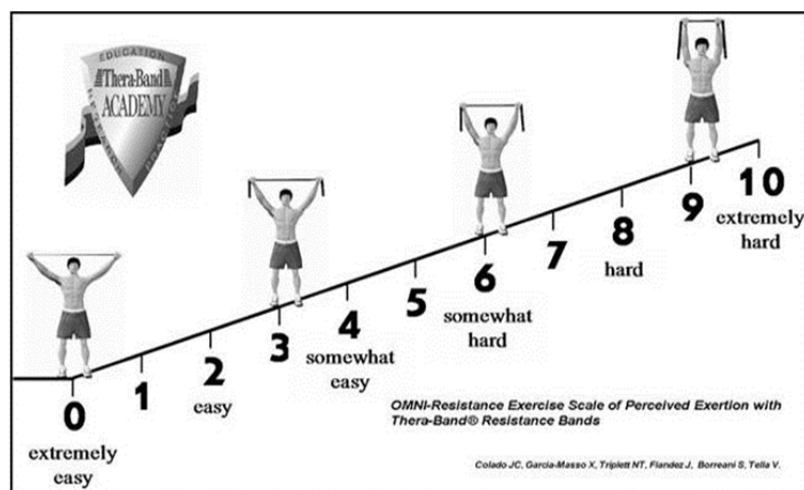 EDUCATION
Thera-Band
ACADEMY
RESEARCH
PRACTICE
0
extremely
easy
1
2
easy
3
4
somewhat
easy
5
6
somewhat
hard
7
8
hard
9
10
extremely
hard
OMNI-Resistance Exercise Scale of Perceived Exertion with
Thera-Band® Resistance Bands
Colado JC, Garcia-Masso X, Triplett NT, Flandez J, Borreani S, Tella V.